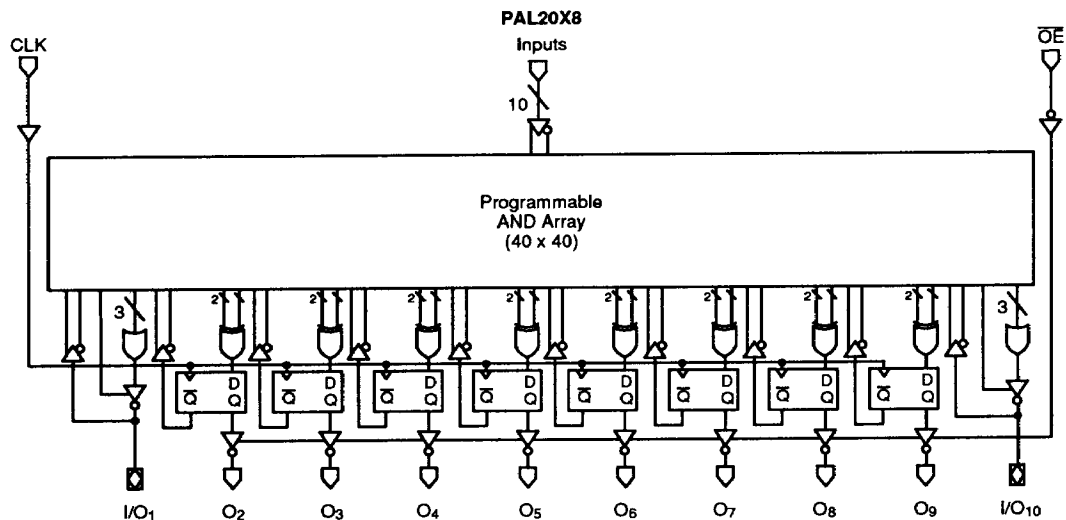 PAL20X8
CLK
Inputs
OE
10
Programmable
AND Array
(40 x 40)
3 2 2 2 2 2 2 2 2 3
Q D Q D Q D Q D Q D Q D Q D Q D
Q Q Q Q Q Q Q Q
I/O1 O2 O3 O4 O5 O6 O7 O8 O9 I/O10